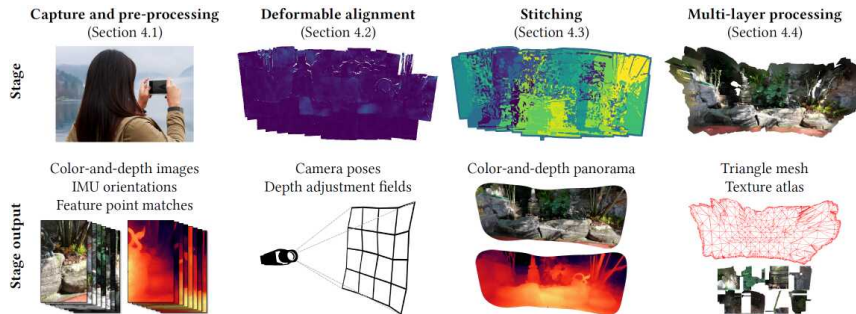 Capture and pre-processing
(Section 4.1)
Deformable alignment
(Section 4.2)
Stitching
(Section 4.3)
Multi-layer processing
(Section 4.4)
Stage
Stage output
Color-and-depth images
IMU orientations
Feature point matches
Camera poses
Depth adjustment fields
Color-and-depth panorama
Triangle mesh
Texture atlas